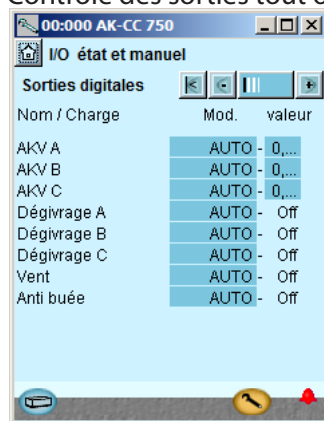 00:000 AK-CC 750
I/O état et manuel
Sorties digitales
Nom / Charge Mod. valeur
AKV A AUTO - 0,...
AKV B AUTO - 0,...
AKV C AUTO - 0,...
Dégivrage A AUTO - Off
Dégivrage B AUTO - Off
Dégivrage C AUTO - Off
Vent AUTO - Off
Anti buée AUTO - Off